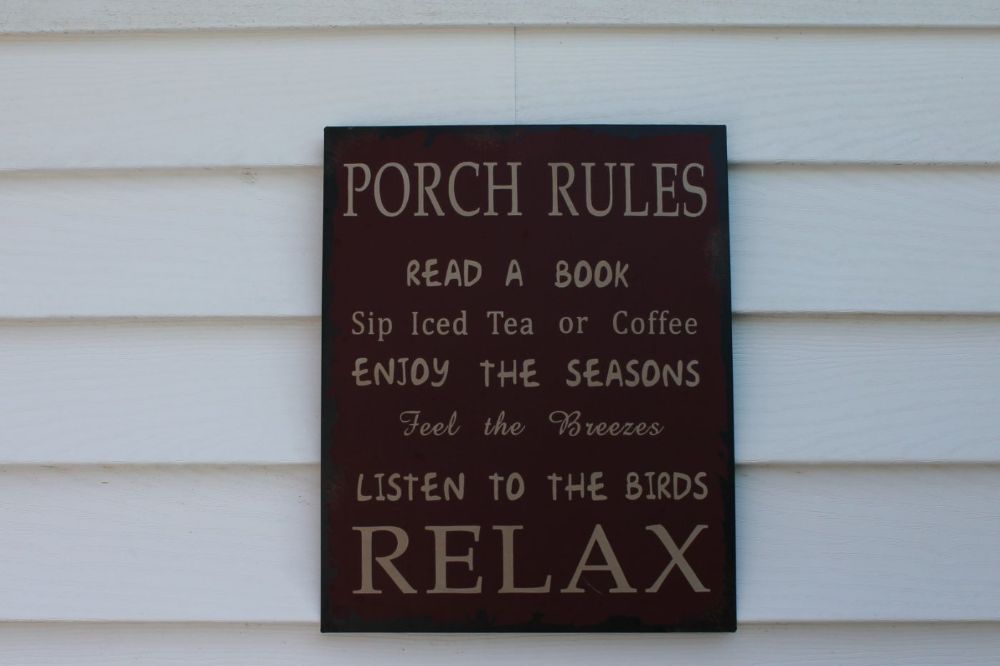 PORCH RULES
READ A BOOK
Sip Iced Tea or Coffee
ENJOY THE SEASONS
Feel the Breezes
LISTEN TO THE BIRDS
RELAX